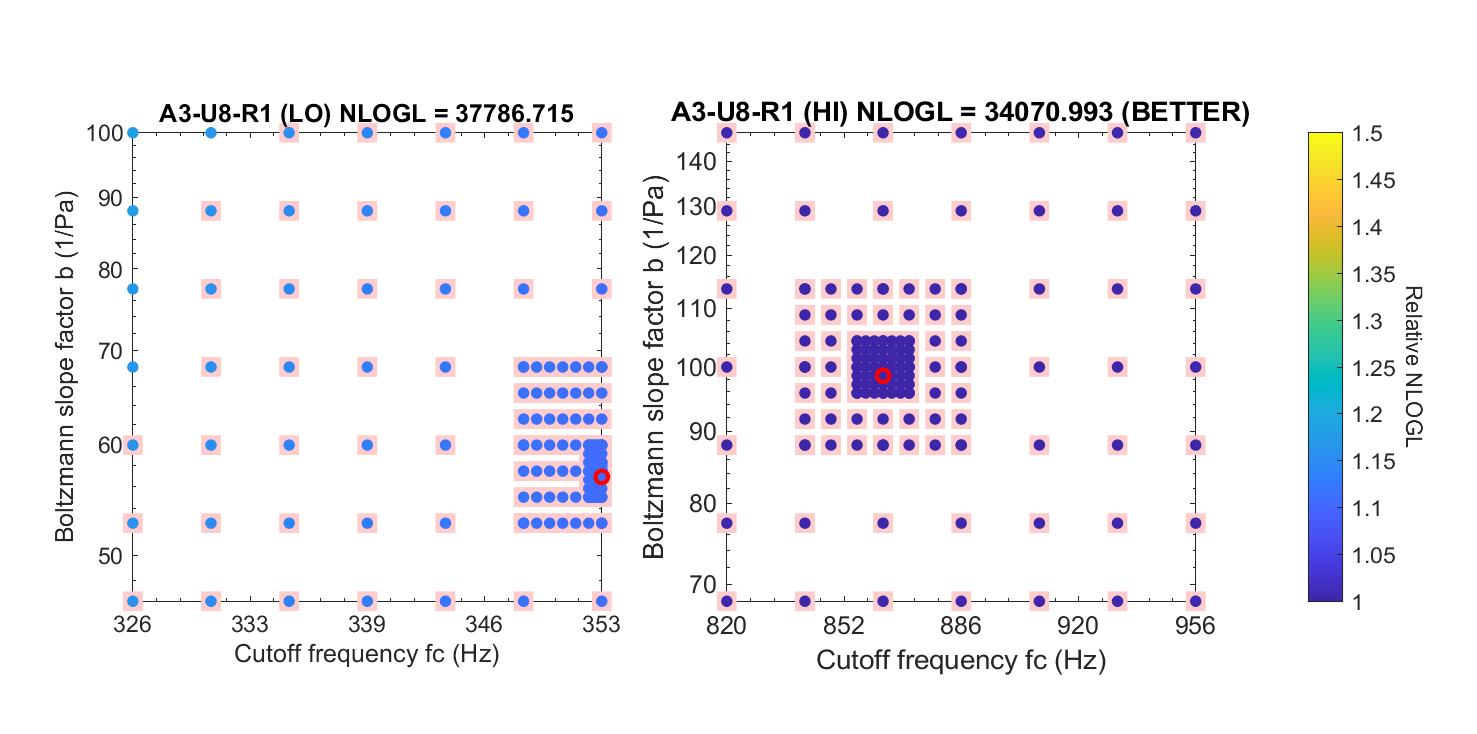 A3-U8-R1 (LO) NLOGL = 37786.715
100
90
80
70
60
50
326 333 339 346 353
Cutoff frequency fc (Hz)
Boltzmann slope factor b (1/Pa)
A3-U8-R1 (HI) NLOGL = 34070.993 (BETTER)
140
130
120
110
100
90
80
70
820 852 886 920 956
Cutoff frequency fc (Hz)
Boltzmann slope factor b (1/Pa)
1.5
1.45
1.4
1.35
1.3
1.25
1.2
1.15
1.1
1.05
1
Relative NLOGL